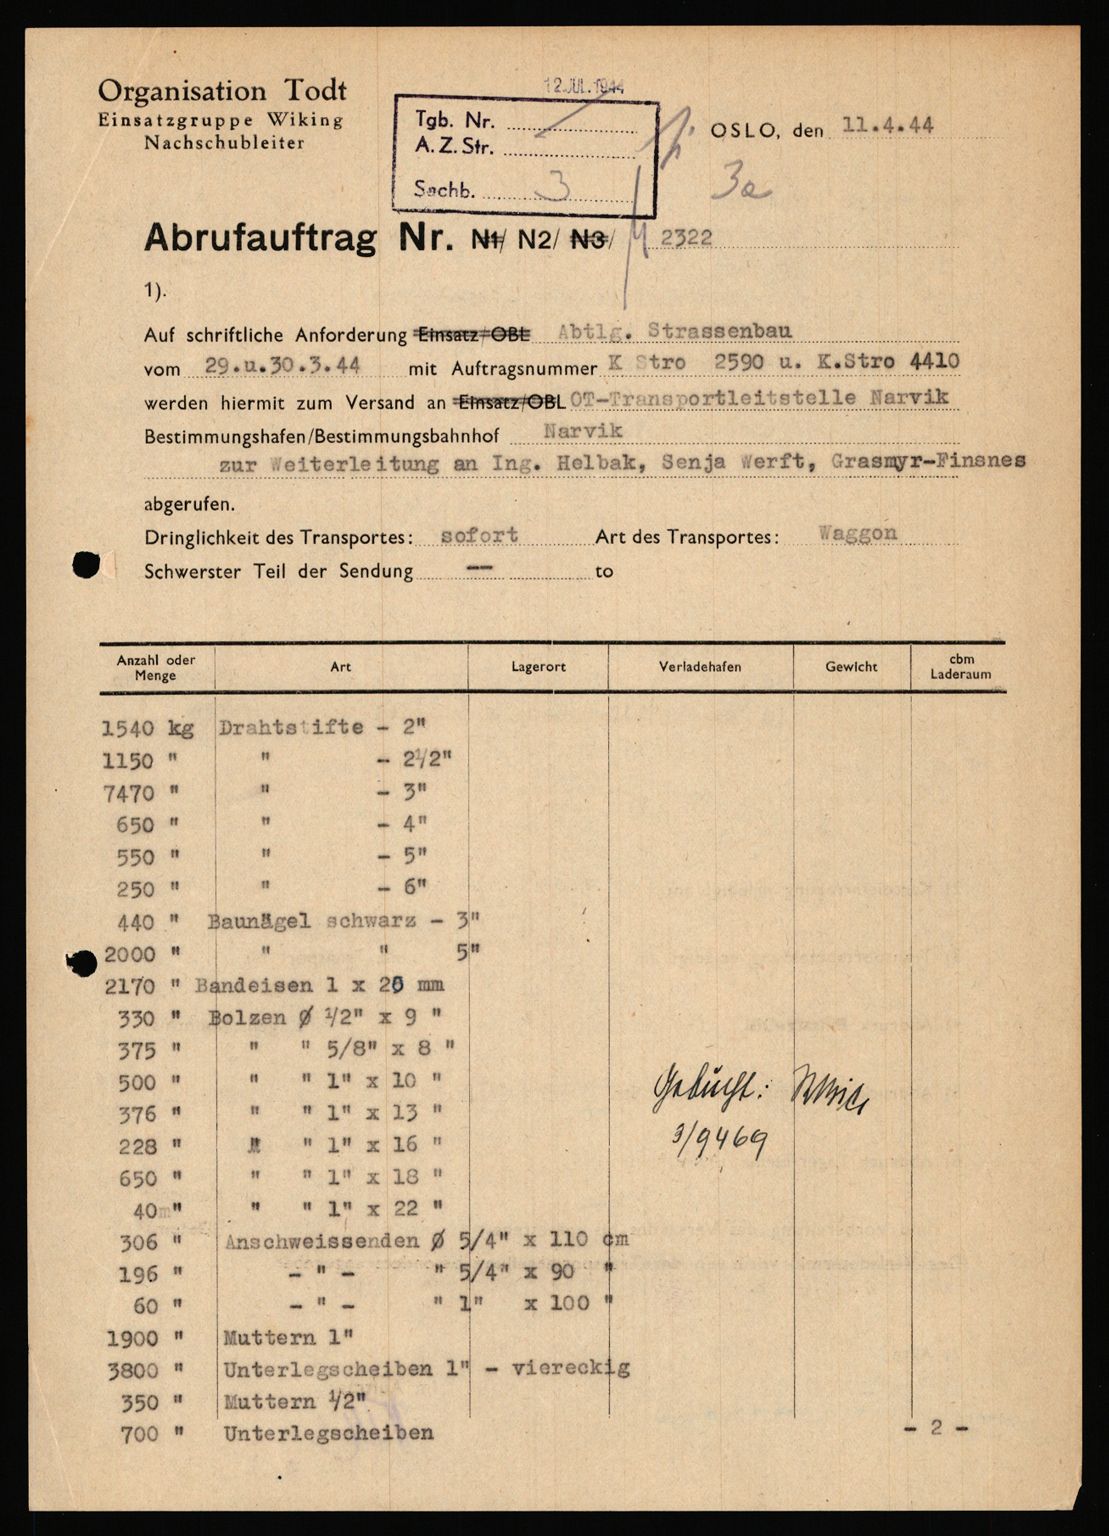 Organisation Todt
Einsatzgruppe Wiking
Nachschubleiter
12.JUL.1944
Tgb. Nr.
A. Z. Str.
Sachb. 3
OSLO, den 11.4.44
3a
Abrufauftrag Nr. N1/ N2/ N3/ 2322
1).
Auf schriftliche Anforderung Einsatz/OBL Abtlg. Strassenbau
vom 29.u.30.3.44 mit Auftragsnummer K Stro 2590 u. K.Stro 4410
werden hiermit zum Versand an Einsatz/OBL OT-Transportleitstelle Narvik
Bestimmungshafen/Bestimmungsbahnhof Narvik
zur Weiterleitung an Ing. Helbak, Senja Werft, Grasmyr-Finsnes
abgerufen.
Dringlichkeit des Transportes: sofort Art des Transportes: Waggon
Schwerster Teil der Sendung -- to
Anzahl oder Menge Art Lagerort Verladehafen Gewicht cbm Laderaum
1540 kg Drahtstifte - 2"
1150 " " - 2½"
7470 " " - 3"
650 " " - 4"
550 " " - 5"
250 " " - 6"
440 " Baunägel schwarz - 3"
2000 " " " 5"
2170 " Bandeisen 1 x 20 mm
330 " Bolzen Ø ½" x 9 "
375 " " " 5/8" x 8 "
500 " " " 1" x 10 "
376 " " " 1" x 13 "
228 " " " 1" x 16 "
650 " " " 1" x 18 "
40 " " " 1" x 22 "
306 " Anschweissenden Ø 5/4" x 110 cm
196 " - " - " 5/4" x 90 "
60 " - " - " 1" x 100 "
1900 " Muttern 1"
3800 " Unterlegscheiben 1" - viereckig
350 " Muttern ½"
700 " Unterlegscheiben
Gebucht:
3/9469
- 2 -